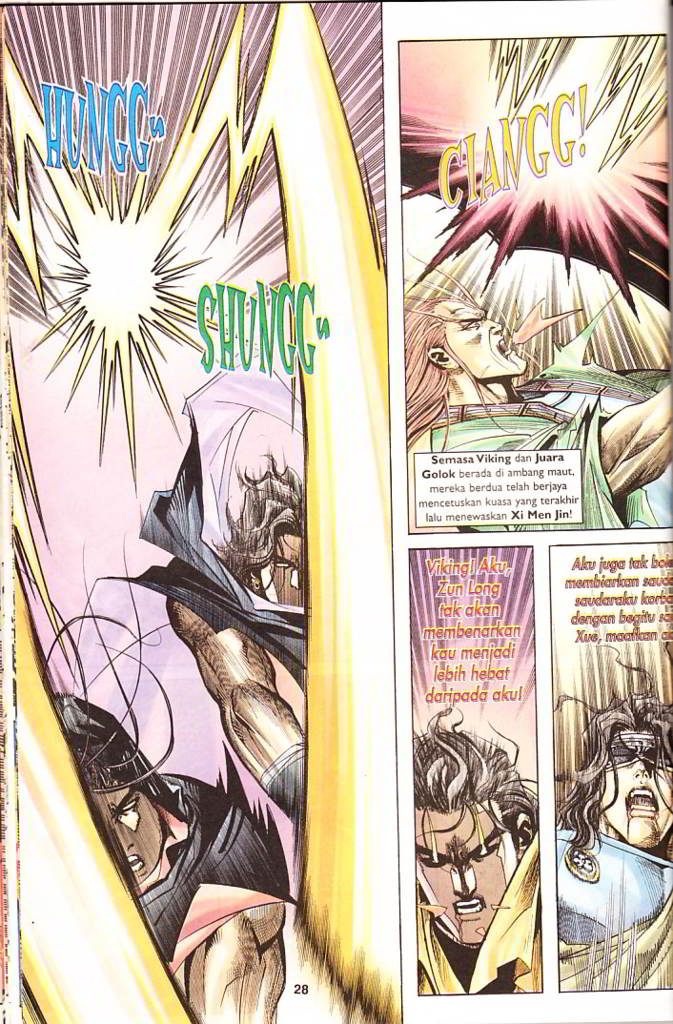 HUNGG"
SHUNGG"
CIANGG!
Semasa Viking dan Juara
Golok berada di ambang maut,
mereka berdua telah berjaya
mencetuskan kuasa yang terakhir
lalu menewaskan Xi Men Jin!
Viking! Aku,
Zun Long
tak akan
membenarkan
kau menjadi
lebih hebat
daripada aku!
Aku juga tak
membiarkan
saudaraku
dengan begitu
Xue, maafkan
28